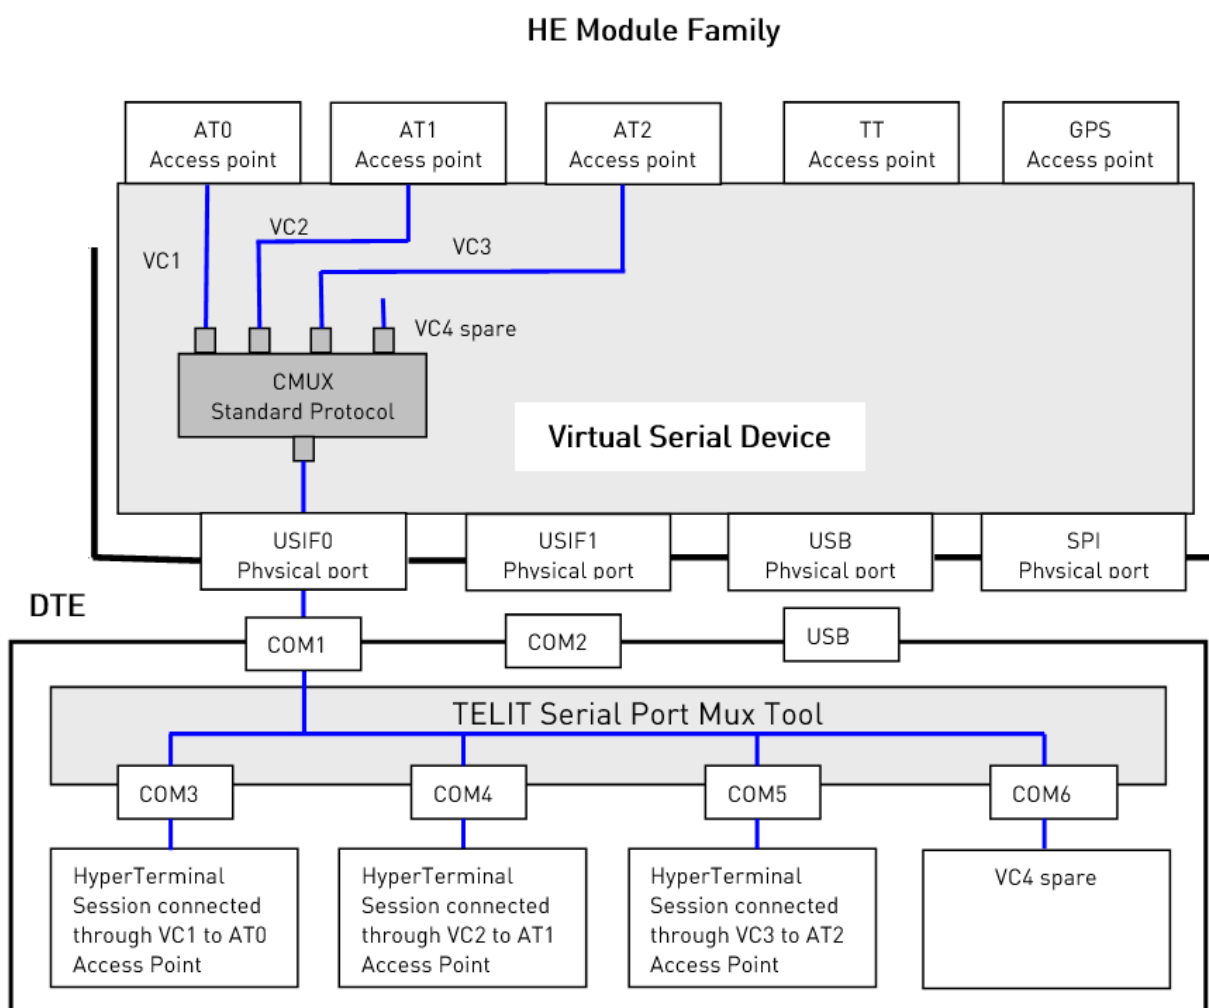 HE Module Family
AT0
Access point
AT1
Access point
AT2
Access point
TT
Access point
GPS
Access point
VC1
VC2
VC3
VC4 spare
CMUX
Standard Protocol
Virtual Serial Device
USIF0
Physical port
USIF1
Physical port
USB
Physical port
SPI
Physical port
DTE
COM1
COM2
USB
TELIT Serial Port Mux Tool
COM3
COM4
COM5
COM6
HyperTerminal
Session connected
through VC1 to AT0
Access Point
HyperTerminal
Session connected
through VC2 to AT1
Access Point
HyperTerminal
Session connected
through VC3 to AT2
Access Point
VC4 spare